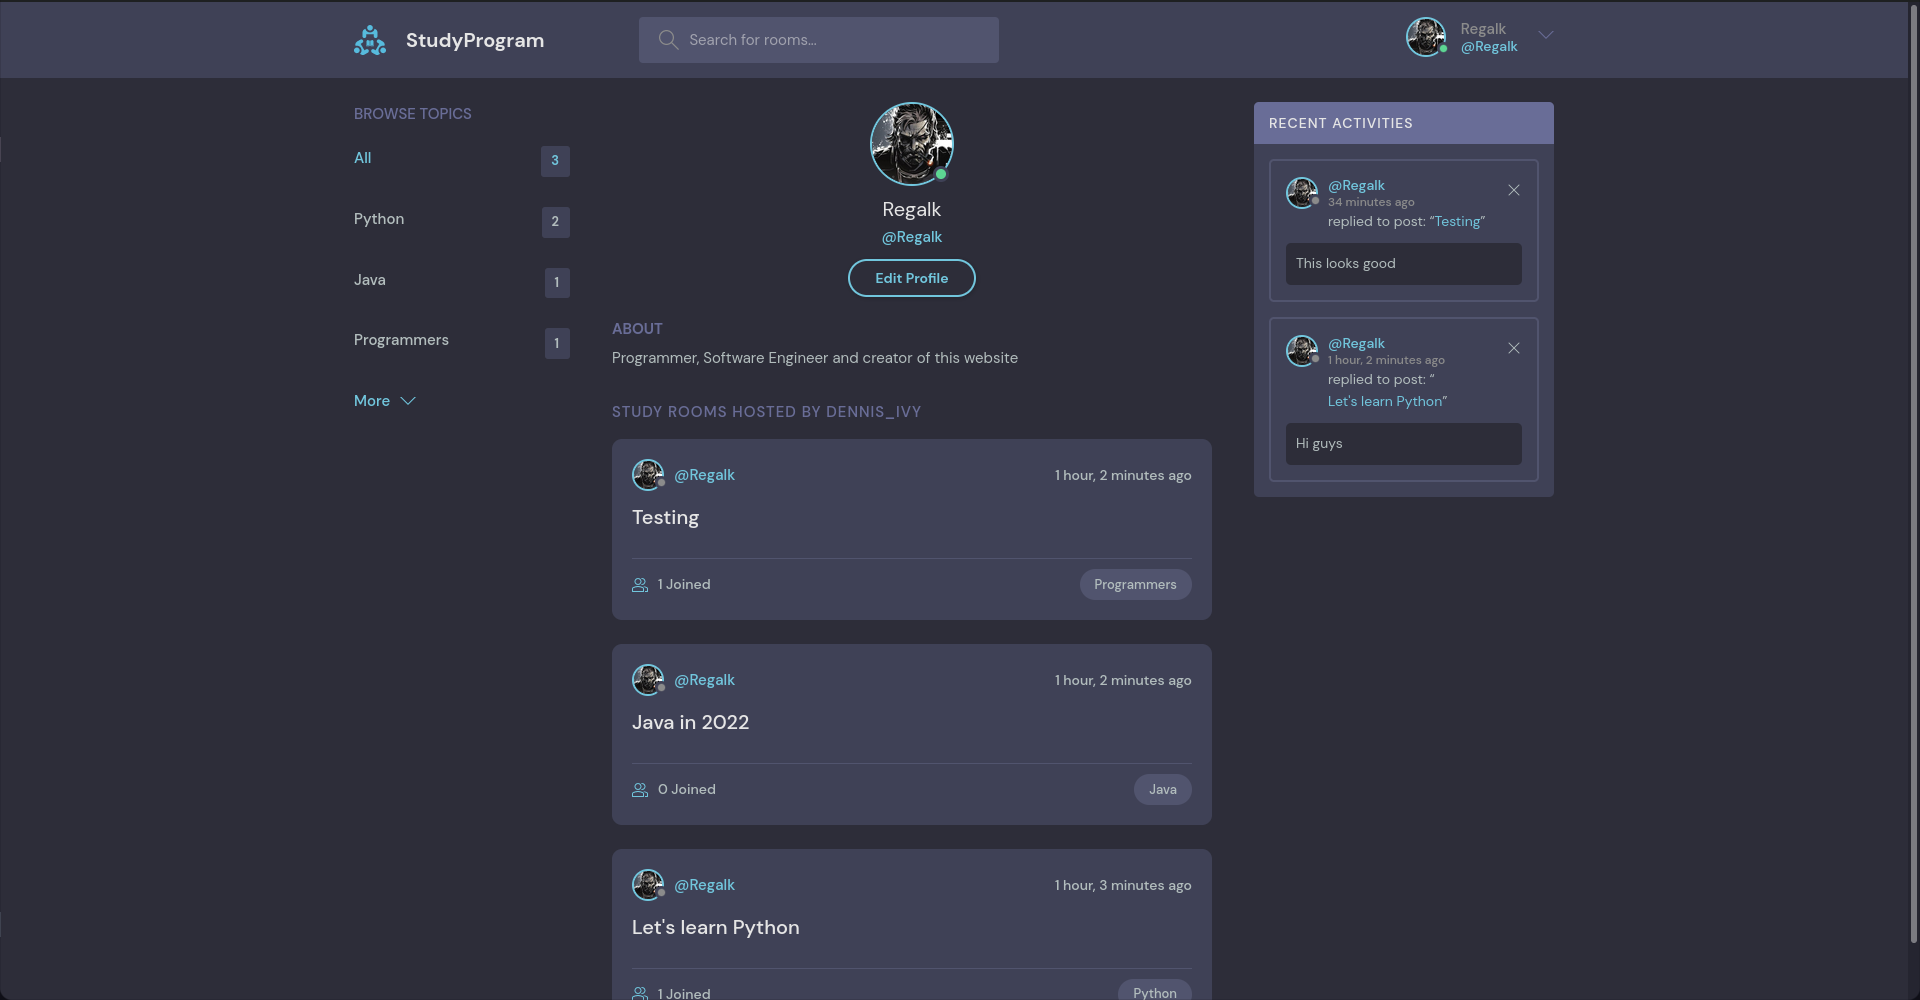 StudyProgram
Search for rooms...
Regalk
@Regalk
BROWSE TOPICS
All
3
Python
2
Java
1
Programmers
1
More
Regalk
@Regalk
Edit Profile
ABOUT
Programmer, Software Engineer and creator of this website
STUDY ROOMS HOSTED BY DENNIS_IVY
@Regalk
1 hour, 2 minutes ago
Testing
1 Joined
Programmers
@Regalk
1 hour, 2 minutes ago
Java in 2022
0 Joined
Java
@Regalk
1 hour, 3 minutes ago
Let's learn Python
1 Joined
Python
RECENT ACTIVITIES
@Regalk
34 minutes ago
replied to post: “Testing”
This looks good
@Regalk
1 hour, 2 minutes ago
replied to post: “
Let's learn Python”
Hi guys